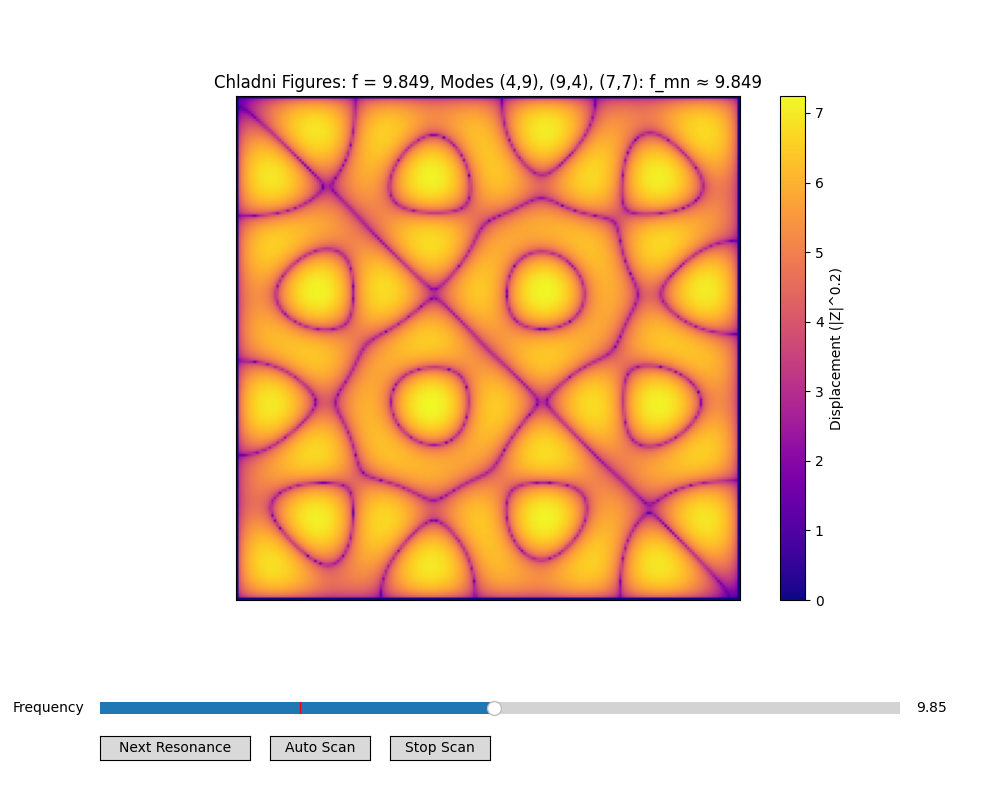 Chladni Figures: f = 9.849, Modes (4,9), (9,4), (7,7): f_mn ≈ 9.849
7
6
5
4
3
2
1
0
Displacement (|Z|^0.2)
Frequency
9.85
Next Resonance
Auto Scan
Stop Scan